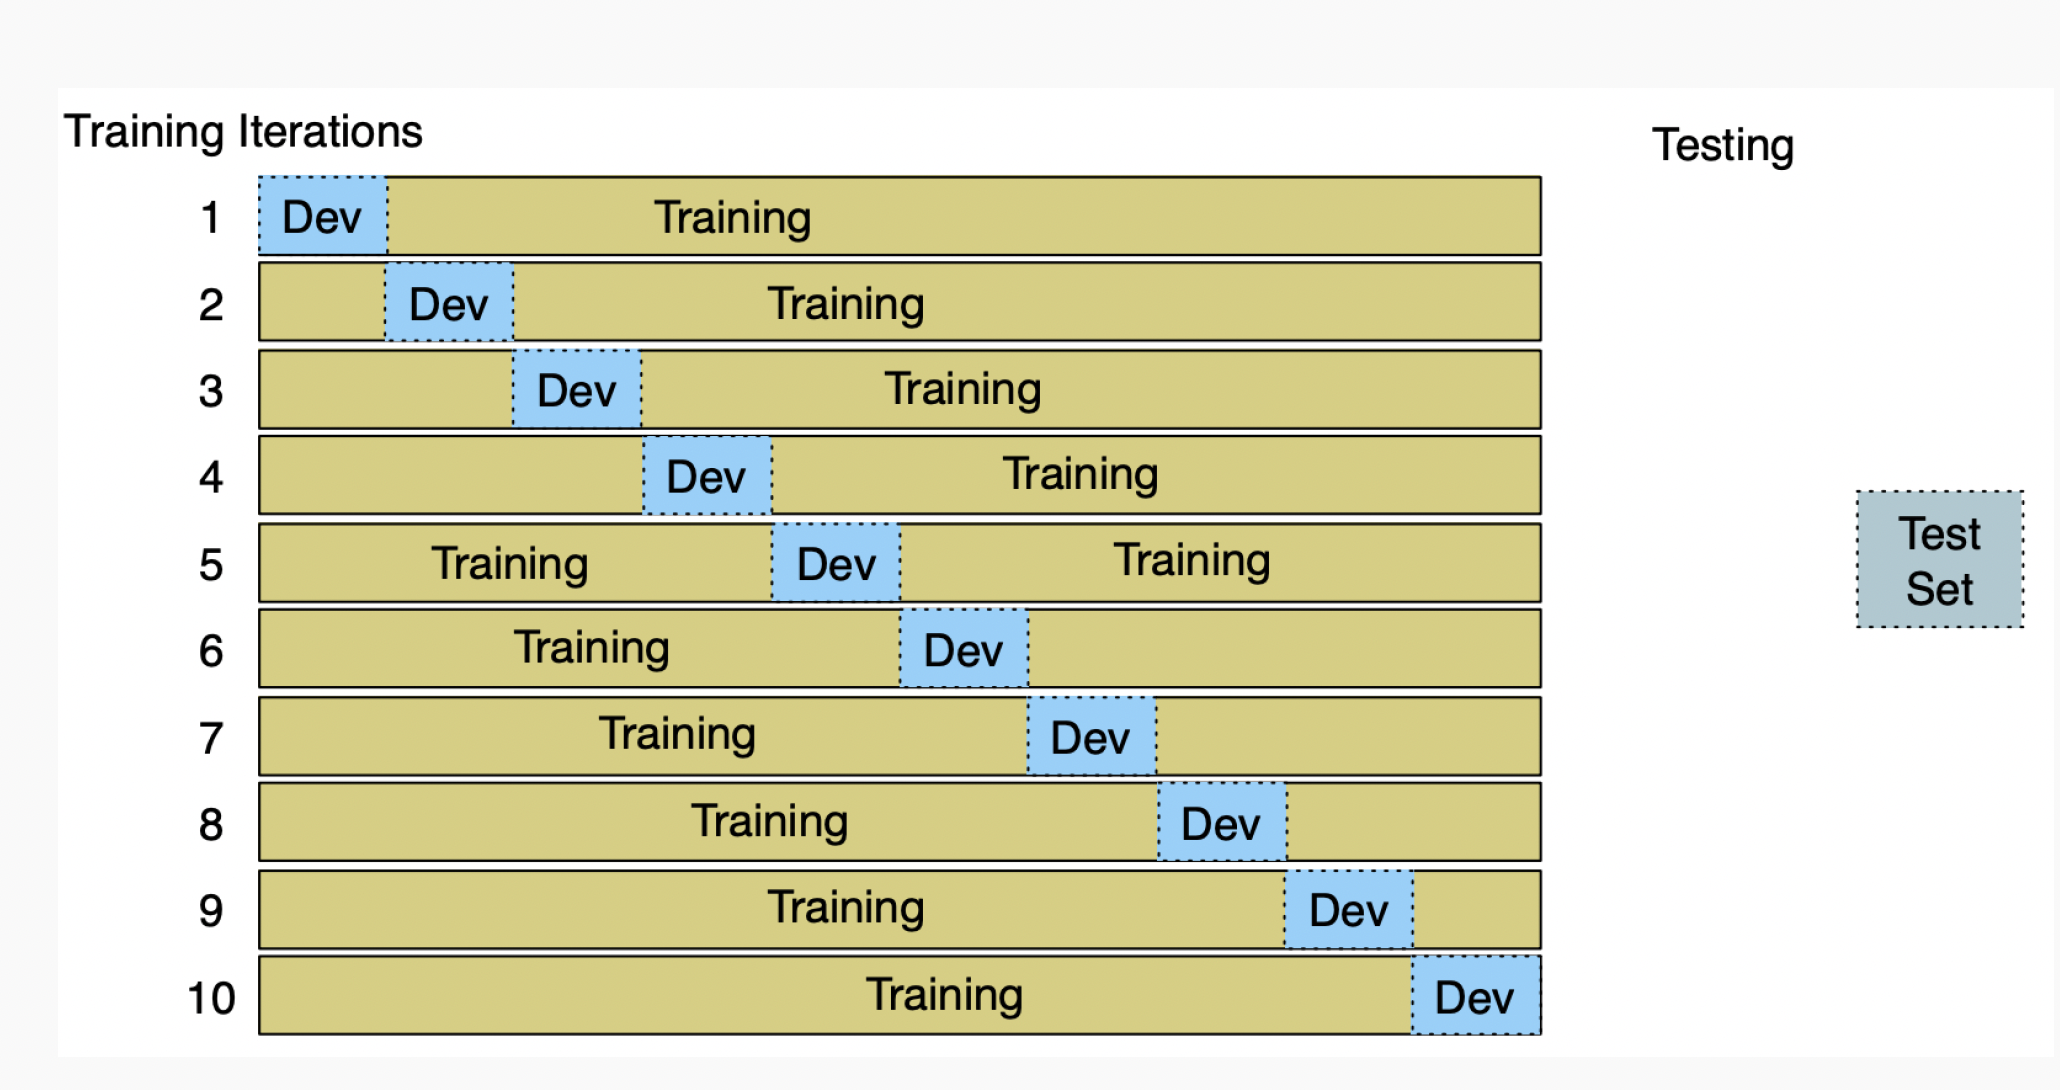 Training Iterations
Testing
1 Dev Training
2 Dev Training
3 Dev Training
4 Dev Training
5 Training Dev Training
6 Training Dev
7 Training Dev
8 Training Dev
9 Training Dev
10 Training Dev
Test
Set